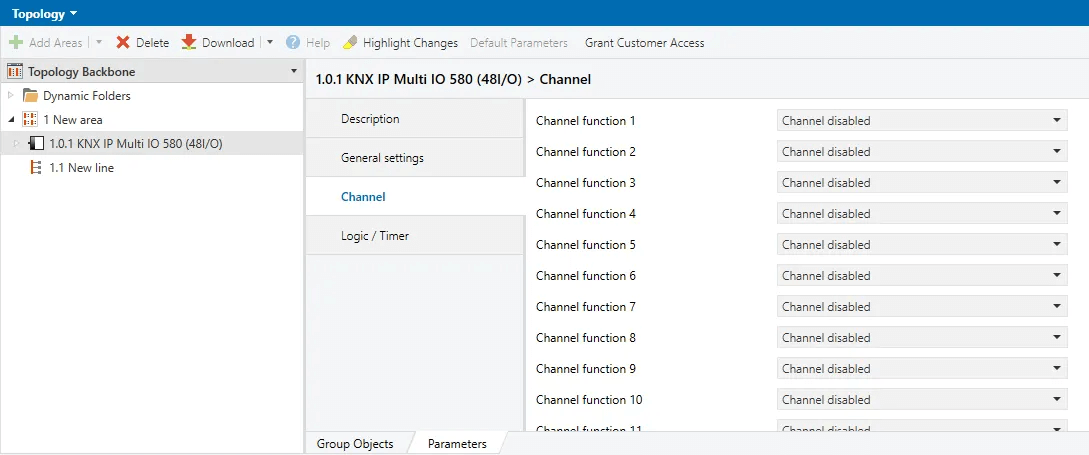 Topology
Add Areas Delete Download Help Highlight Changes Default Parameters Grant Customer Access
Topology Backbone
Dynamic Folders
1 New area
1.0.1 KNX IP Multi IO 580 (48I/O)
1.1 New line
1.0.1 KNX IP Multi IO 580 (48I/O) > Channel
Description
General settings
Channel
Logic / Timer
Channel function 1 Channel disabled
Channel function 2 Channel disabled
Channel function 3 Channel disabled
Channel function 4 Channel disabled
Channel function 5 Channel disabled
Channel function 6 Channel disabled
Channel function 7 Channel disabled
Channel function 8 Channel disabled
Channel function 9 Channel disabled
Channel function 10 Channel disabled
Channel function 11 Channel disabled
Group Objects Parameters